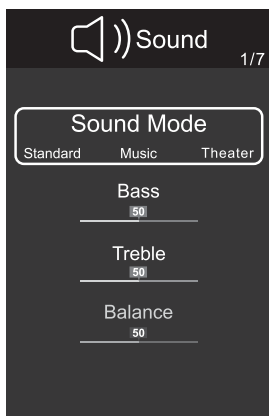 Sound
1/7
Sound Mode
Standard Music Theater
Bass
50
Treble
50
Balance
50